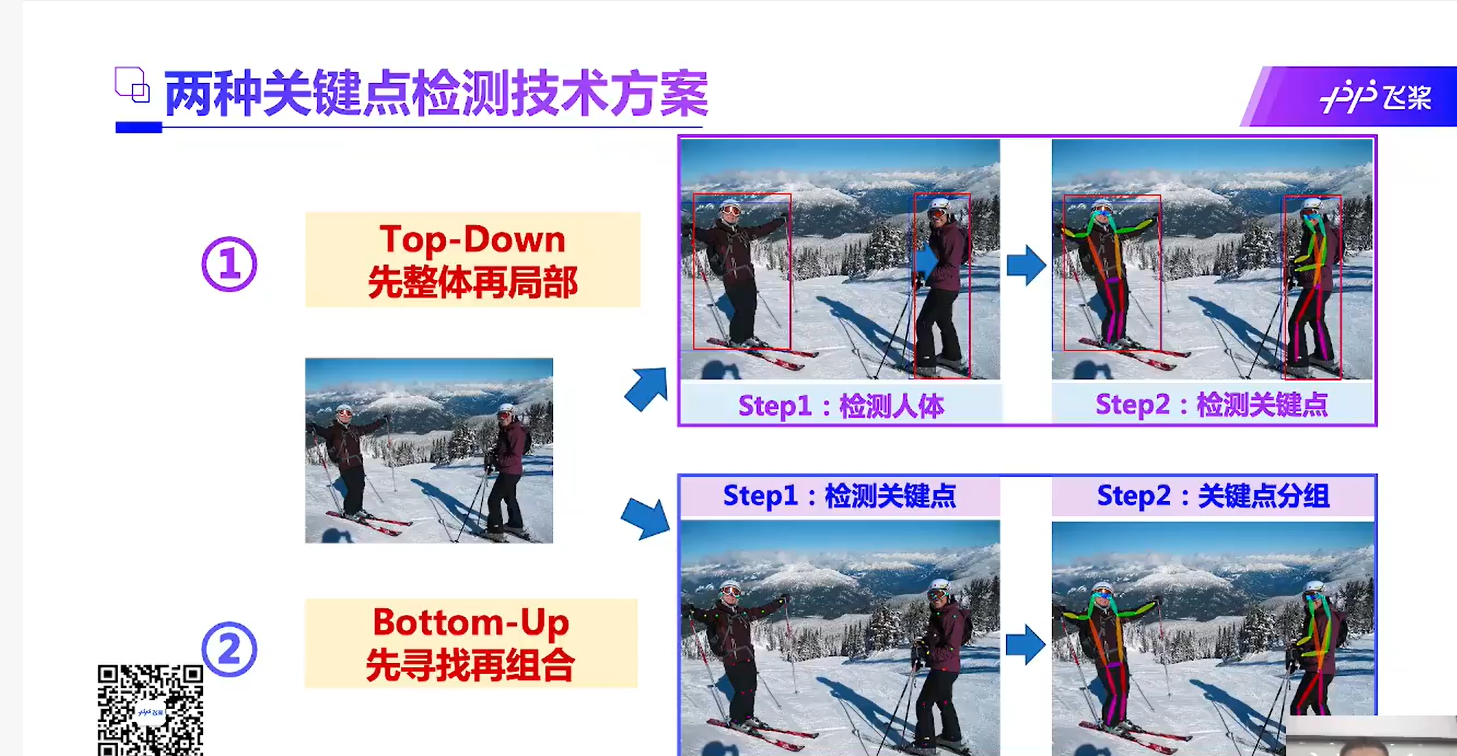 两种关键点检测技术方案
飞桨
①
Top-Down
先整体再局部
Step1：检测人体
Step2：检测关键点
Step1：检测关键点
Step2：关键点分组
②
Bottom-Up
先寻找再组合
飞桨